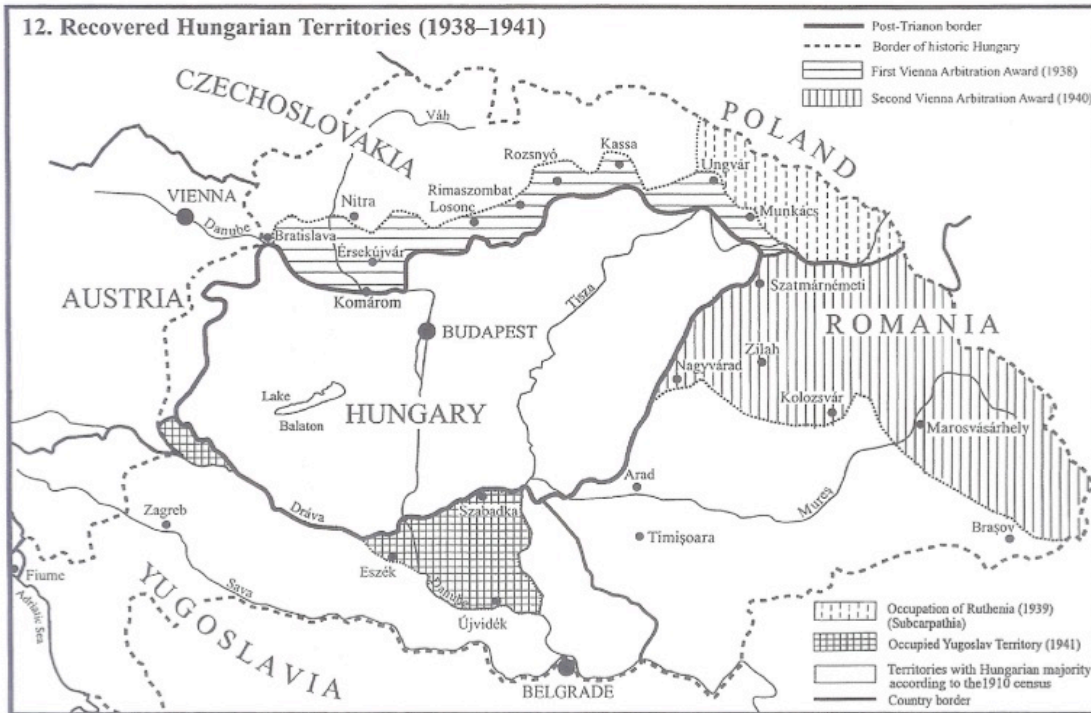 12. Recovered Hungarian Territories (1938–1941)
Post-Trianon border
Border of historic Hungary
First Vienna Arbitration Award (1938)
Second Vienna Arbitration Award (1940)
CZECHOSLOVAKIA
POLAND
Váh
Kassa
Rozsnyó
Ungvár
VIENNA
Nitra
Rimaszombat
Losonc
Munkács
Danube
Bratislava
Érsekújvár
AUSTRIA
Komárom
Tisza
Szatmárnémeti
BUDAPEST
ROMANIA
Zilah
Nagyvárad
Lake
Balaton
HUNGARY
Kolozsvár
Marosvásárhely
Arad
Mureş
Szabadka
Dráva
Zagreb
Timişoara
Braşov
Eszék
Fiume
Sava
Danube
Újvidék
Adrialic Sea
YUGOSLAVIA
BELGRADE
Occupation of Ruthenia (1939)
(Subcarpathia)
Occupied Yugoslav Territory (1941)
Territories with Hungarian majority
according to the1910 census
Country border